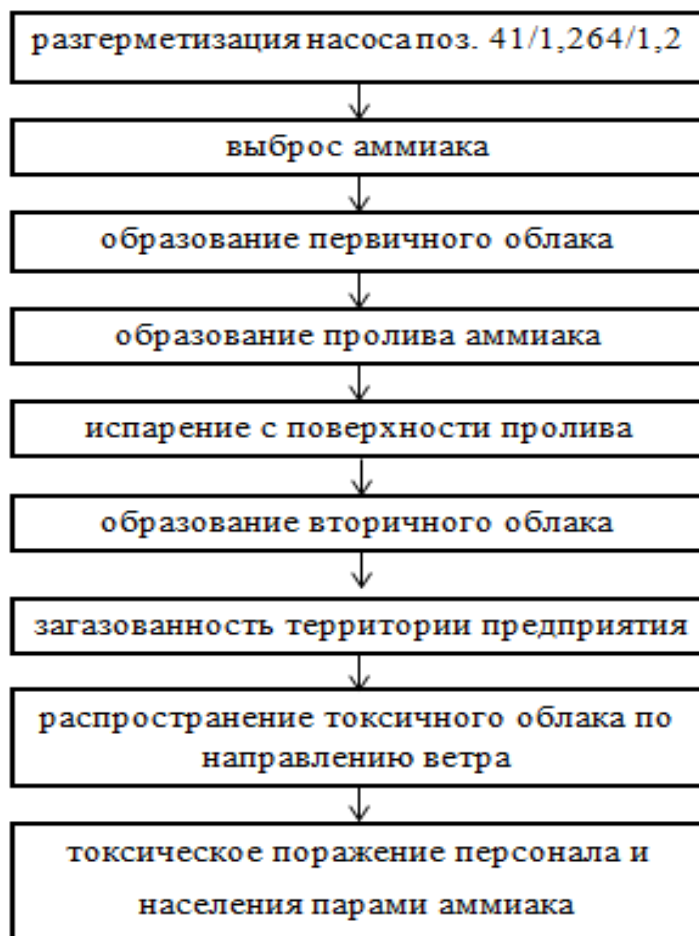 разгерметизация насоса поз. 41/1,264/1,2
выброс аммиака
образование первичного облака
образование пролива аммиака
испарение с поверхности пролива
образование вторичного облака
загазованность территории предприятия
распространение токсичного облака по
направлению ветра
токсическое поражение персонала и
населения парами аммиака